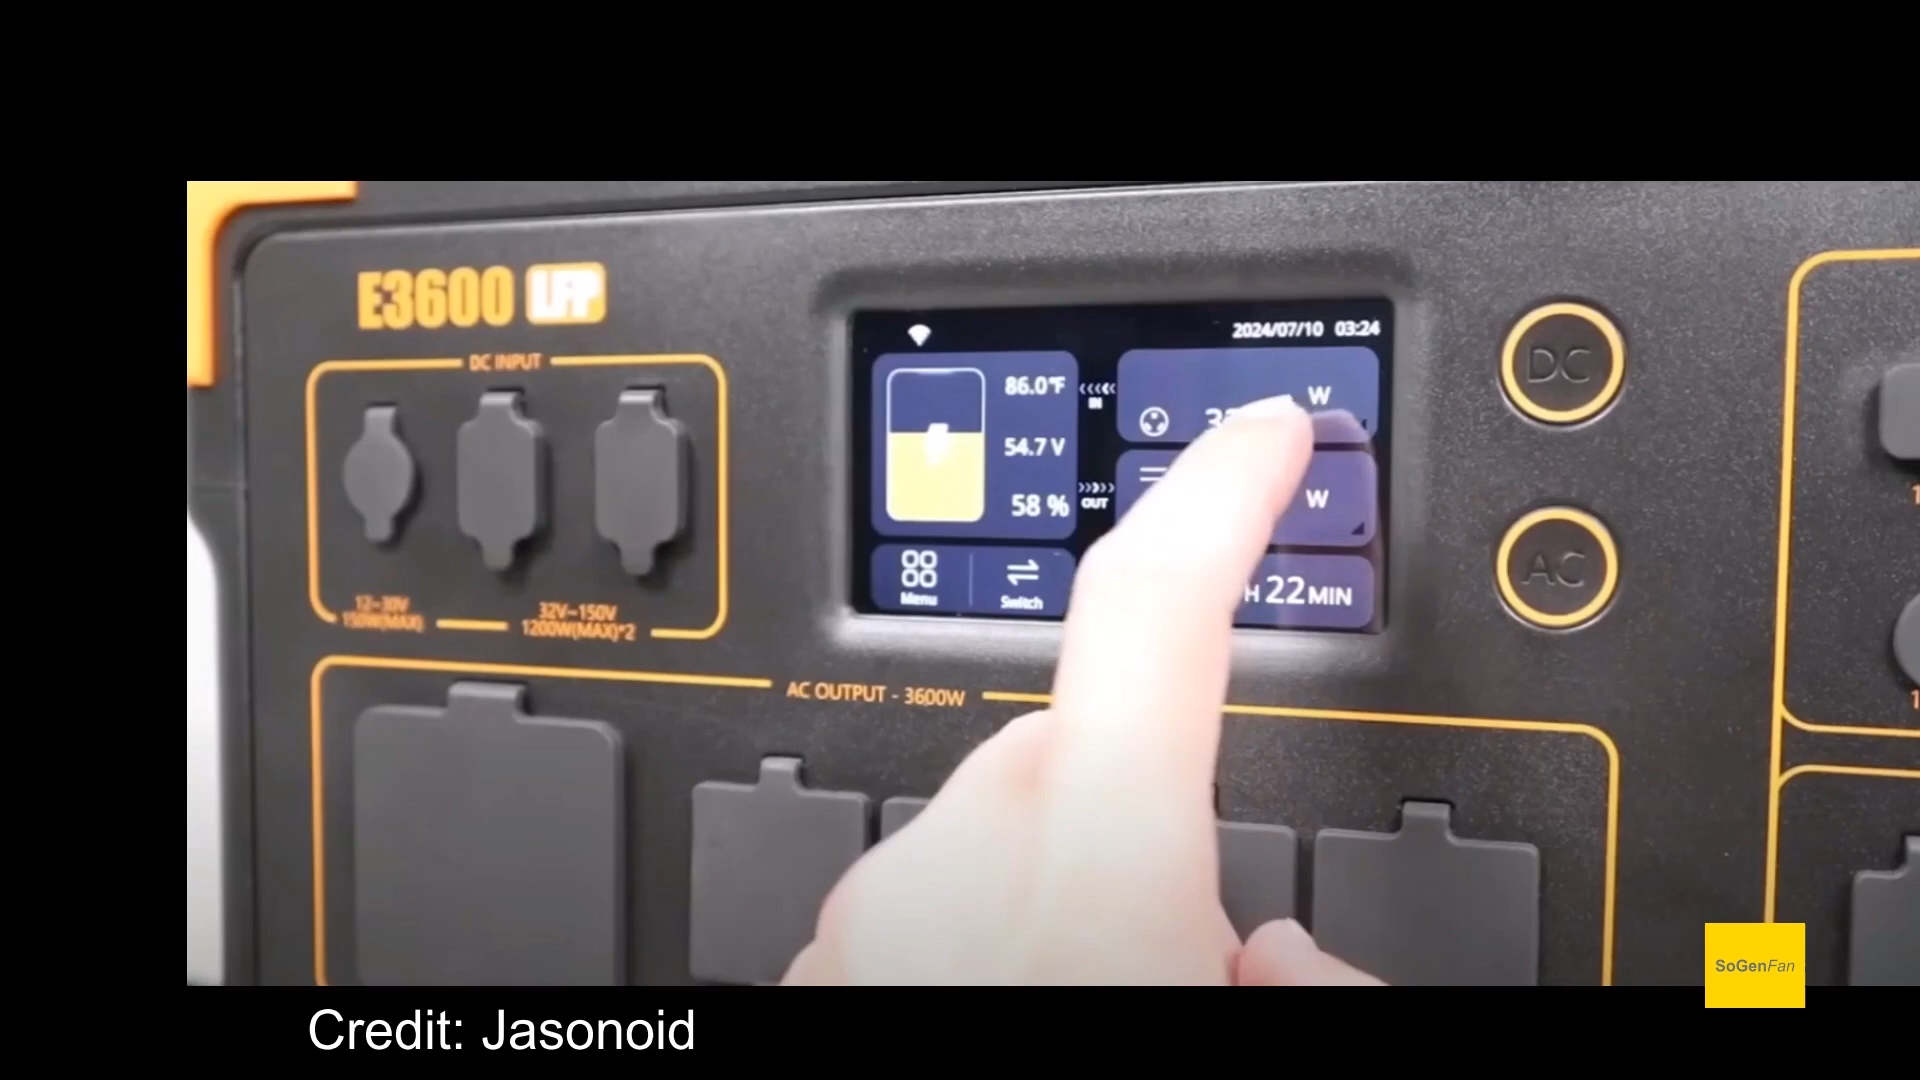 E3600 LFP
DC INPUT
12-30V
150W(MAX)
32V-150V
1200W(MAX)*2
2024/07/10 03:24
86.0°F
54.7 V
58 %
IN
OUT
W
W
Menu
Switch
H 22 MIN
DC
AC
AC OUTPUT - 3600W
SoGenFan
Credit: Jasonoid